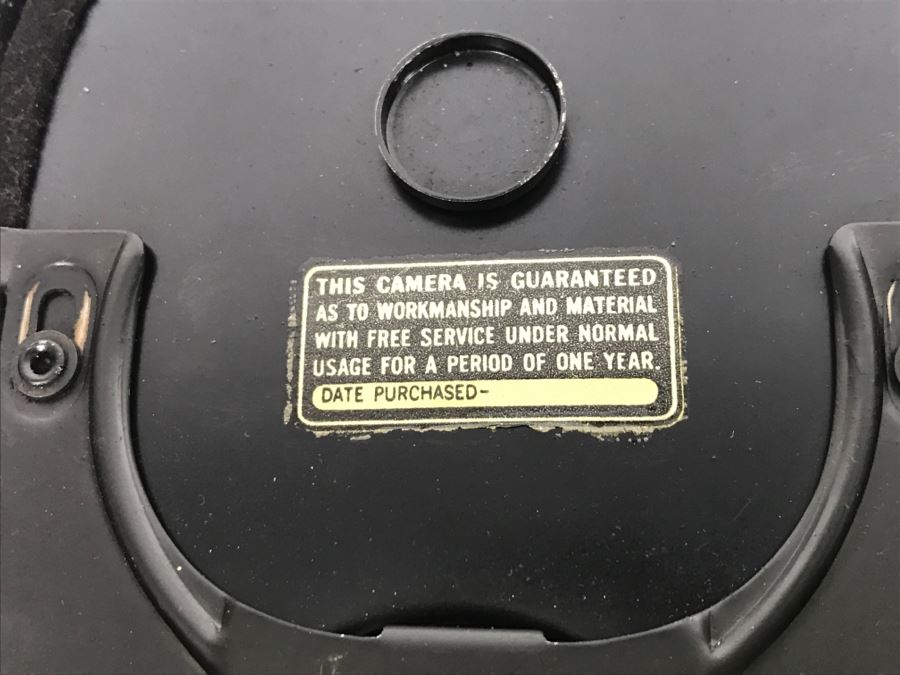 THIS CAMERA IS GUARANTEED
AS TO WORKMANSHIP AND MATERIAL
WITH FREE SERVICE UNDER NORMAL
USAGE FOR A PERIOD OF ONE YEAR.
DATE PURCHASED-